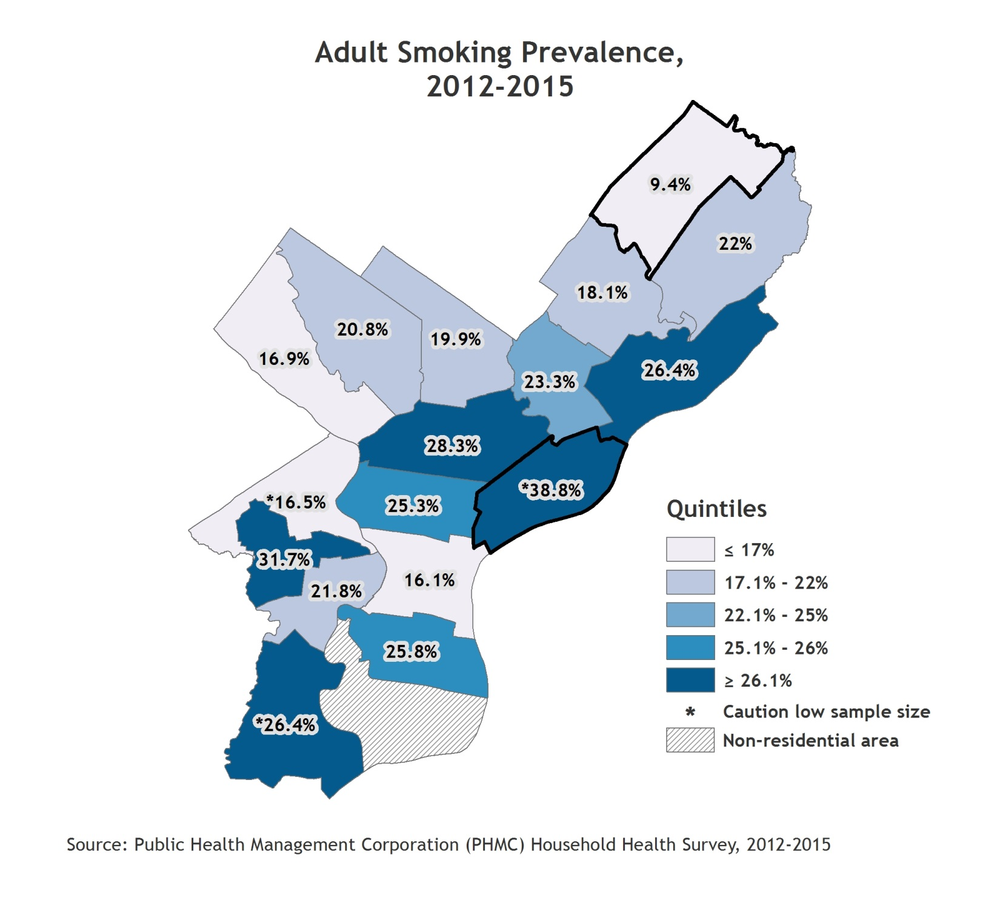 Adult Smoking Prevalence,
2012-2015
9.4%
22%
18.1%
20.8%
19.9%
16.9%
26.4%
23.3%
28.3%
*38.8%
*16.5%
25.3%
31.7%
16.1%
21.8%
25.8%
*26.4%
Quintiles
≤ 17%
17.1% - 22%
22.1% - 25%
25.1% - 26%
≥ 26.1%
* Caution low sample size
Non-residential area
Source: Public Health Management Corporation (PHMC) Household Health Survey, 2012-2015